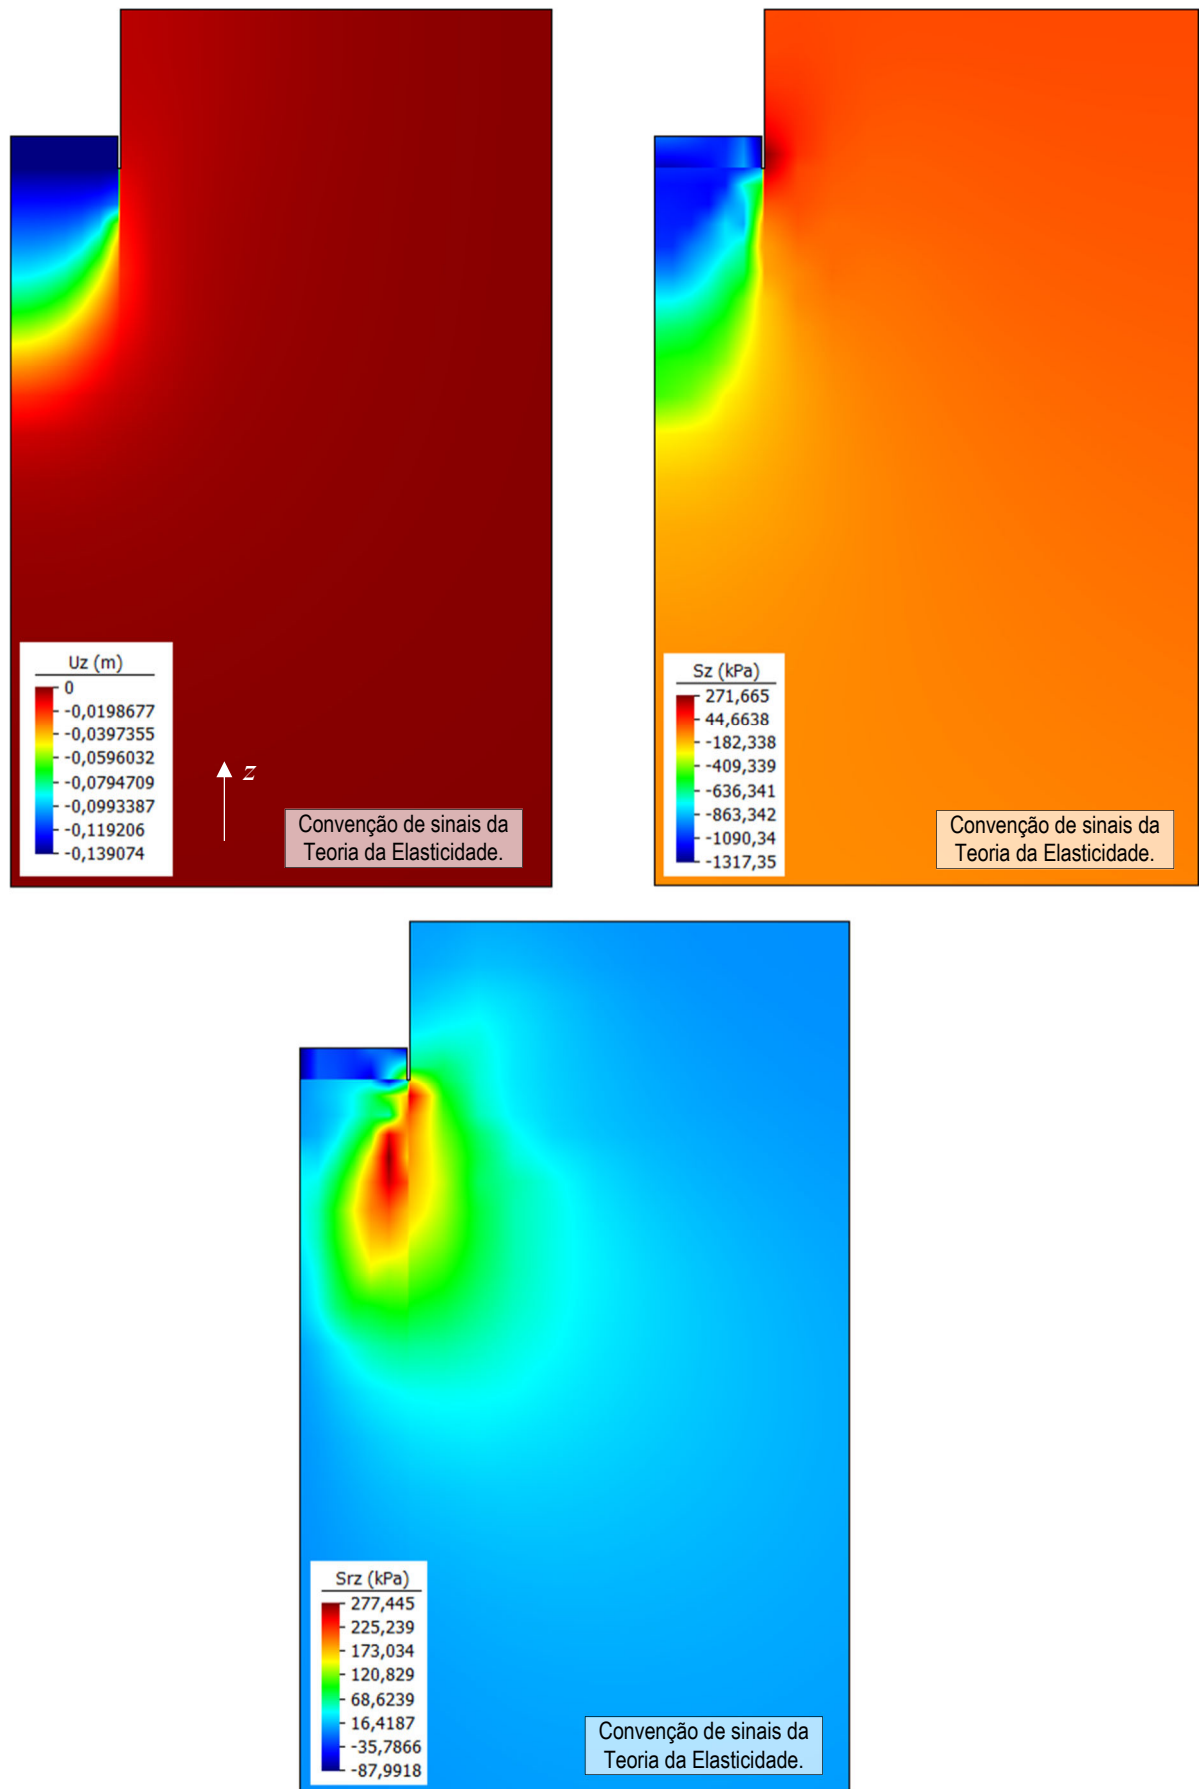 Uz (m)
0
-0,0198677
-0,0397355
-0,0596032
-0,0794709
-0,0993387
-0,119206
-0,139074
z
Convenção de sinais da
Teoria da Elasticidade.
Sz (kPa)
271,665
44,6638
-182,338
-409,339
-636,341
-863,342
-1090,34
-1317,35
Convenção de sinais da
Teoria da Elasticidade.
Srz (kPa)
277,445
225,239
173,034
120,829
68,6239
16,4187
-35,7866
-87,9918
Convenção de sinais da
Teoria da Elasticidade.